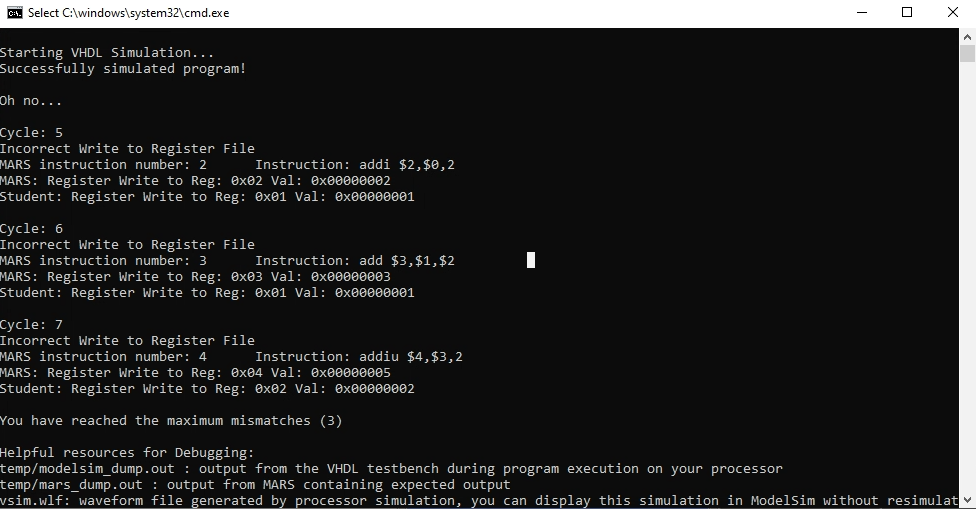 Select C:\windows\system32\cmd.exe
Starting VHDL Simulation...
Successfully simulated program!
Oh no...
Cycle: 5
Incorrect Write to Register File
MARS instruction number: 2      Instruction: addi $2,$0,2
MARS: Register Write to Reg: 0x02 Val: 0x00000002
Student: Register Write to Reg: 0x01 Val: 0x00000001
Cycle: 6
Incorrect Write to Register File
MARS instruction number: 3      Instruction: add $3,$1,$2
MARS: Register Write to Reg: 0x03 Val: 0x00000003
Student: Register Write to Reg: 0x01 Val: 0x00000001
Cycle: 7
Incorrect Write to Register File
MARS instruction number: 4      Instruction: addiu $4,$3,2
MARS: Register Write to Reg: 0x04 Val: 0x00000005
Student: Register Write to Reg: 0x02 Val: 0x00000002
You have reached the maximum mismatches (3)
Helpful resources for Debugging:
temp/modelsim_dump.out : output from the VHDL testbench during program execution on your processor
temp/mars_dump.out : output from MARS containing expected output
vsim.wlf: waveform file generated by processor simulation, you can display this simulation in ModelSim without resimulat